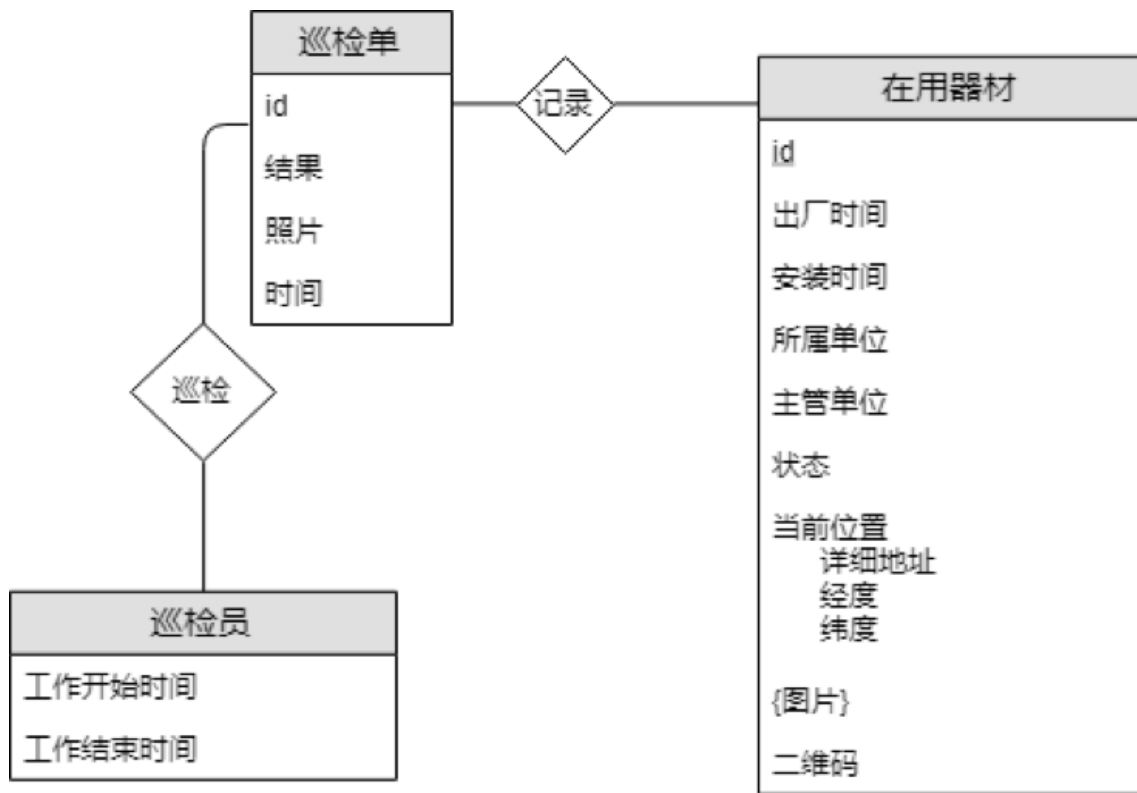 巡检单
id
结果
照片
时间
记录
在用器材
id
出厂时间
安装时间
所属单位
主管单位
状态
当前位置
详细地址
经度
纬度
{图片}
二维码
巡检
巡检员
工作开始时间
工作结束时间